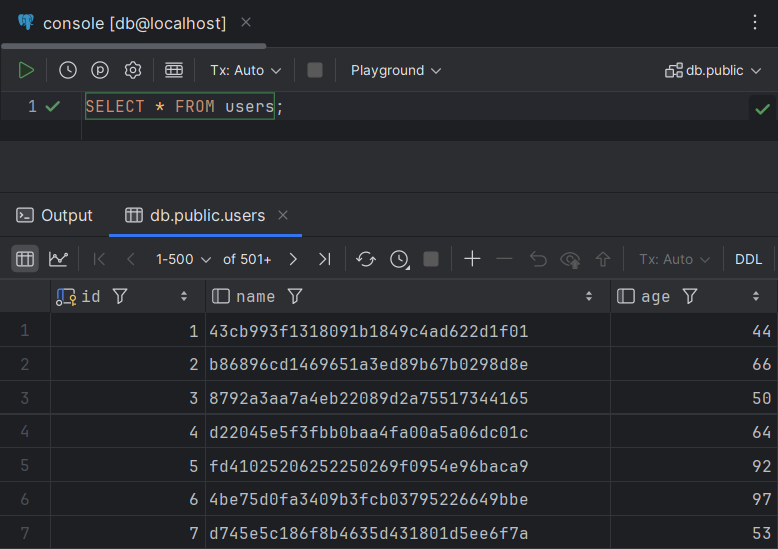 console [db@localhost]
Tx: Auto Playground db.public
1 SELECT * FROM users;
Output db.public.users
1-500 of 501+ Tx: Auto DDL
id name age
1 1 43cb993f1318091b1849c4ad622d1f01 44
2 2 b86896cd1469651a3ed89b67b0298d8e 66
3 3 8792a3aa7a4eb22089d2a75517344165 50
4 4 d22045e5f3fbb0baa4fa00a5a06dc01c 64
5 5 fd41025206252250269f0954e96baca9 92
6 6 4be75d0fa3409b3fcb03795226649bbe 97
7 7 d745e5c186f8b4635d431801d5ee6f7a 53